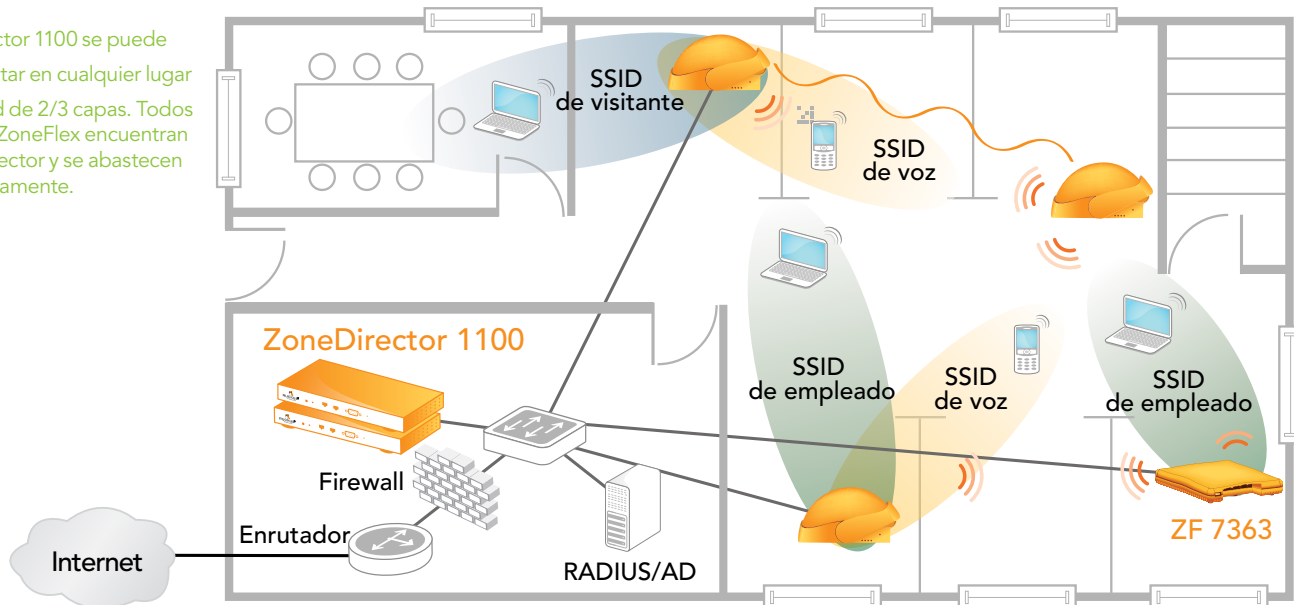 ctor 1100 se puede
tar en cualquier lugar
d de 2/3 capas. Todos
ZoneFlex encuentran
ector y se abastecen
amente.
SSID
de visitante
SSID
de voz
ZoneDirector 1100
SSID
de empleado
SSID
de voz
SSID
de empleado
Firewall
Enrutador
Internet
RADIUS/AD
ZF 7363